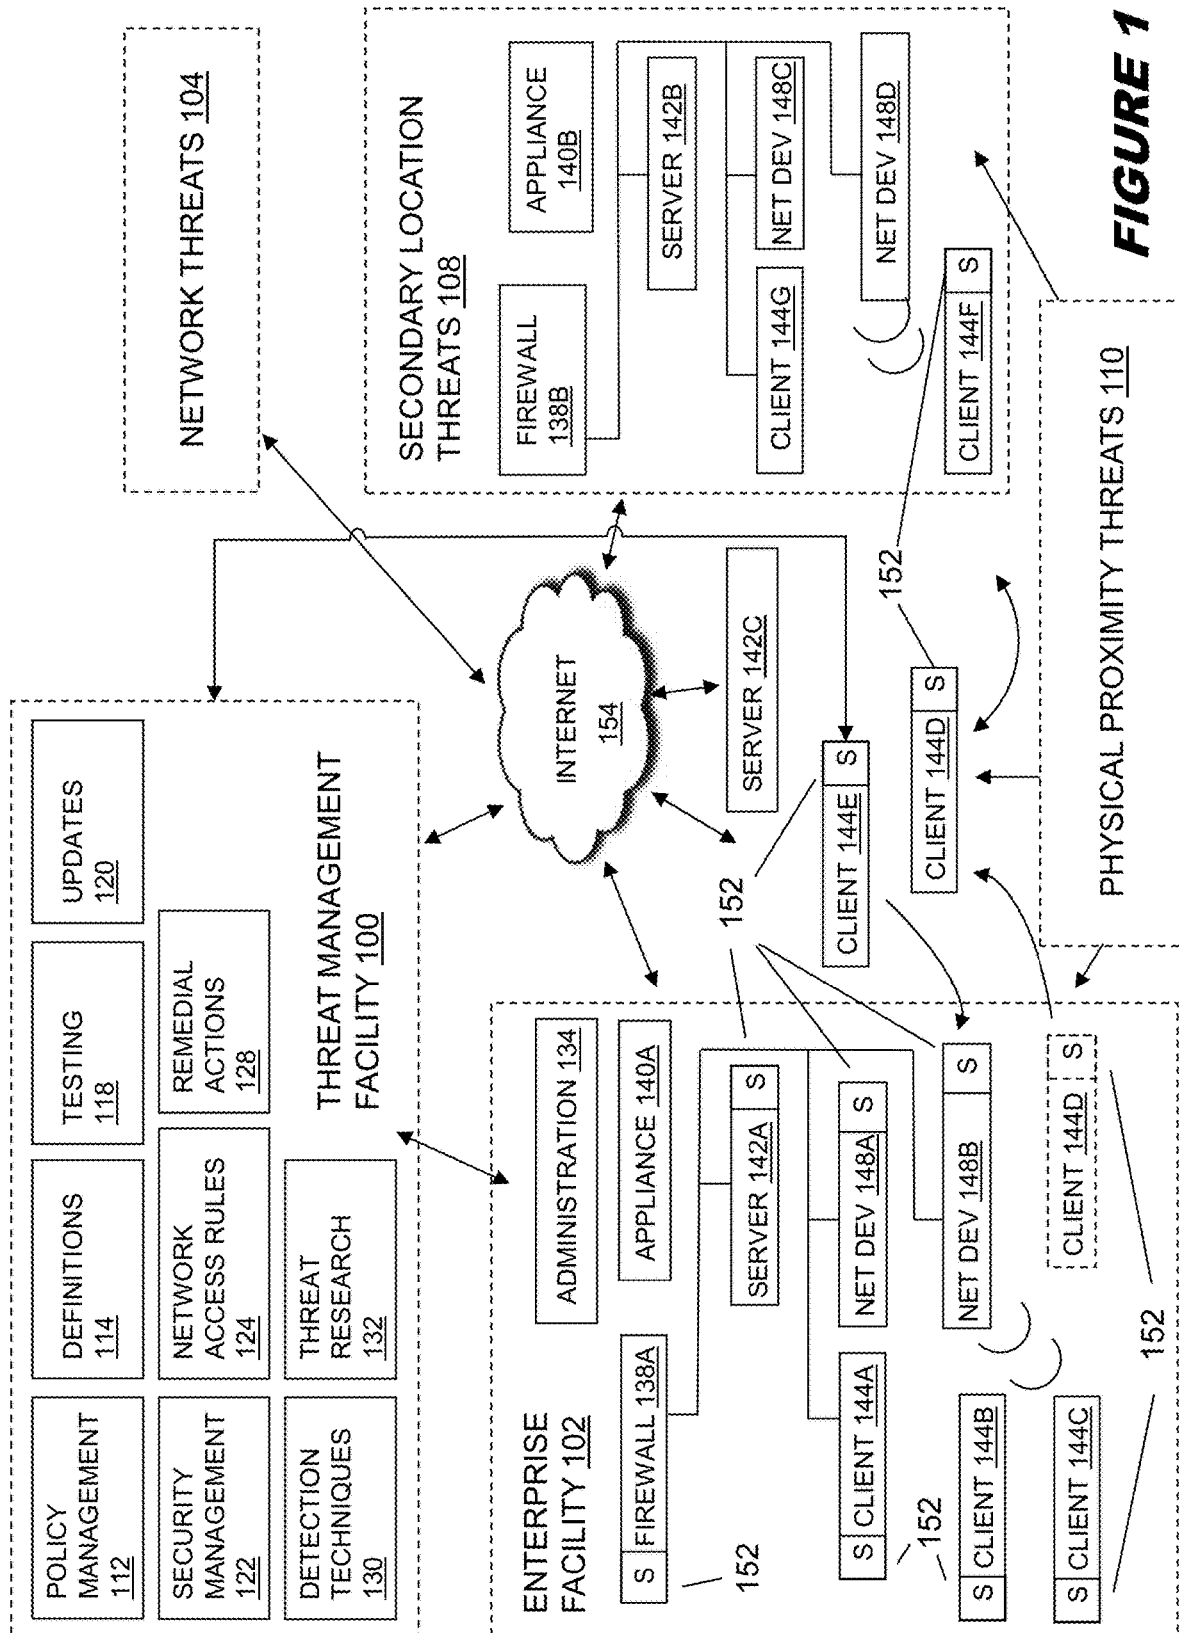 POLICY
MANAGEMENT
112
DEFINITIONS
114
TESTING
118
UPDATES
120
SECURITY
MANAGEMENT
122
NETWORK
ACCESS RULES
124
REMEDIAL
ACTIONS
128
DETECTION
TECHNIQUES
130
THREAT
RESEARCH
132
THREAT MANAGEMENT
FACILITY 100
NETWORK THREATS 104
INTERNET
154
ENTERPRISE
FACILITY 102
ADMINISTRATION 134
S FIREWALL 138A
APPLIANCE 140A
152
SERVER 142A S
152
S CLIENT 144A
NET DEV 148A S
152
S CLIENT 144B
NET DEV 148B S
S CLIENT 144C
CLIENT 144D S
152
SERVER 142C
CLIENT 144E S
CLIENT 144D S
152
SECONDARY LOCATION
THREATS 108
FIREWALL
138B
APPLIANCE
140B
SERVER 142B
CLIENT 144G
NET DEV 148C
NET DEV 148D
CLIENT 144F S
PHYSICAL PROXIMITY THREATS 110
FIGURE 1